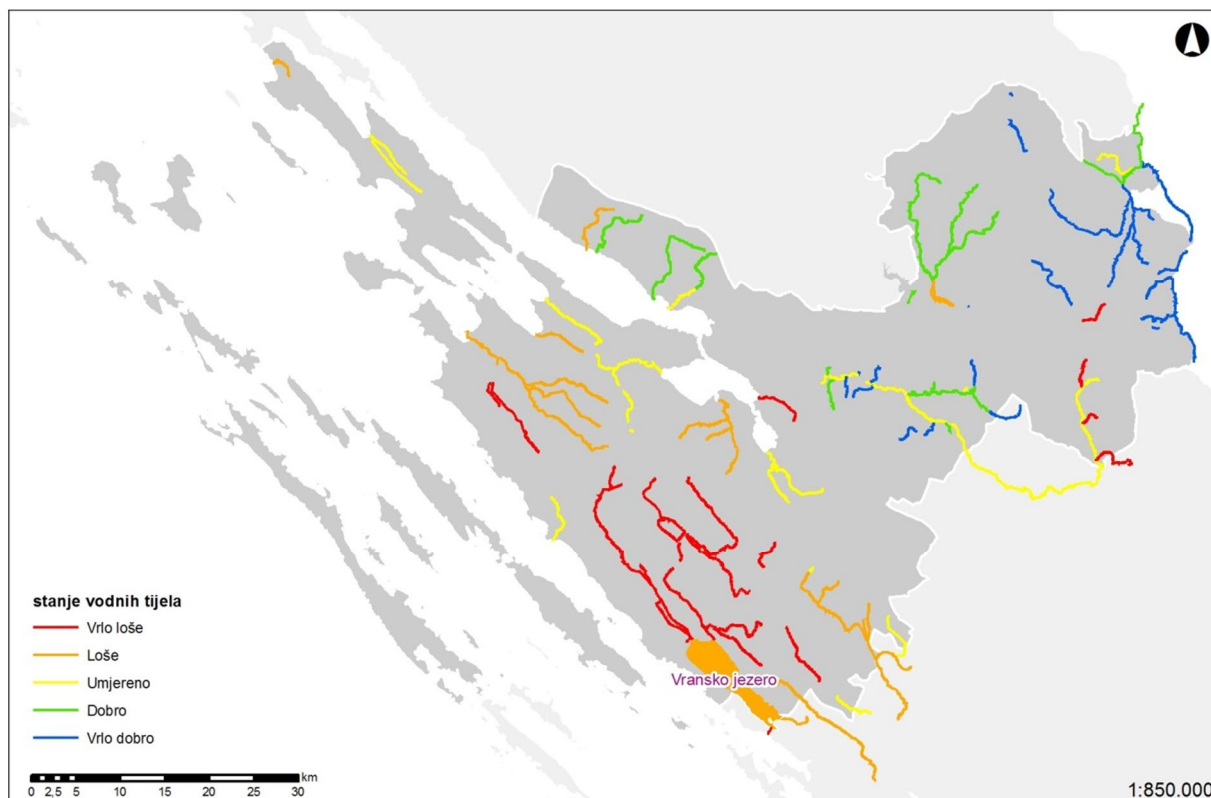 Vransko jezero
stanje vodnih tijela
Vrlo loše
Loše
Umjereno
Dobro
Vrlo dobro
km
0 2,5 5 10 15 20 25 30
1:850.000